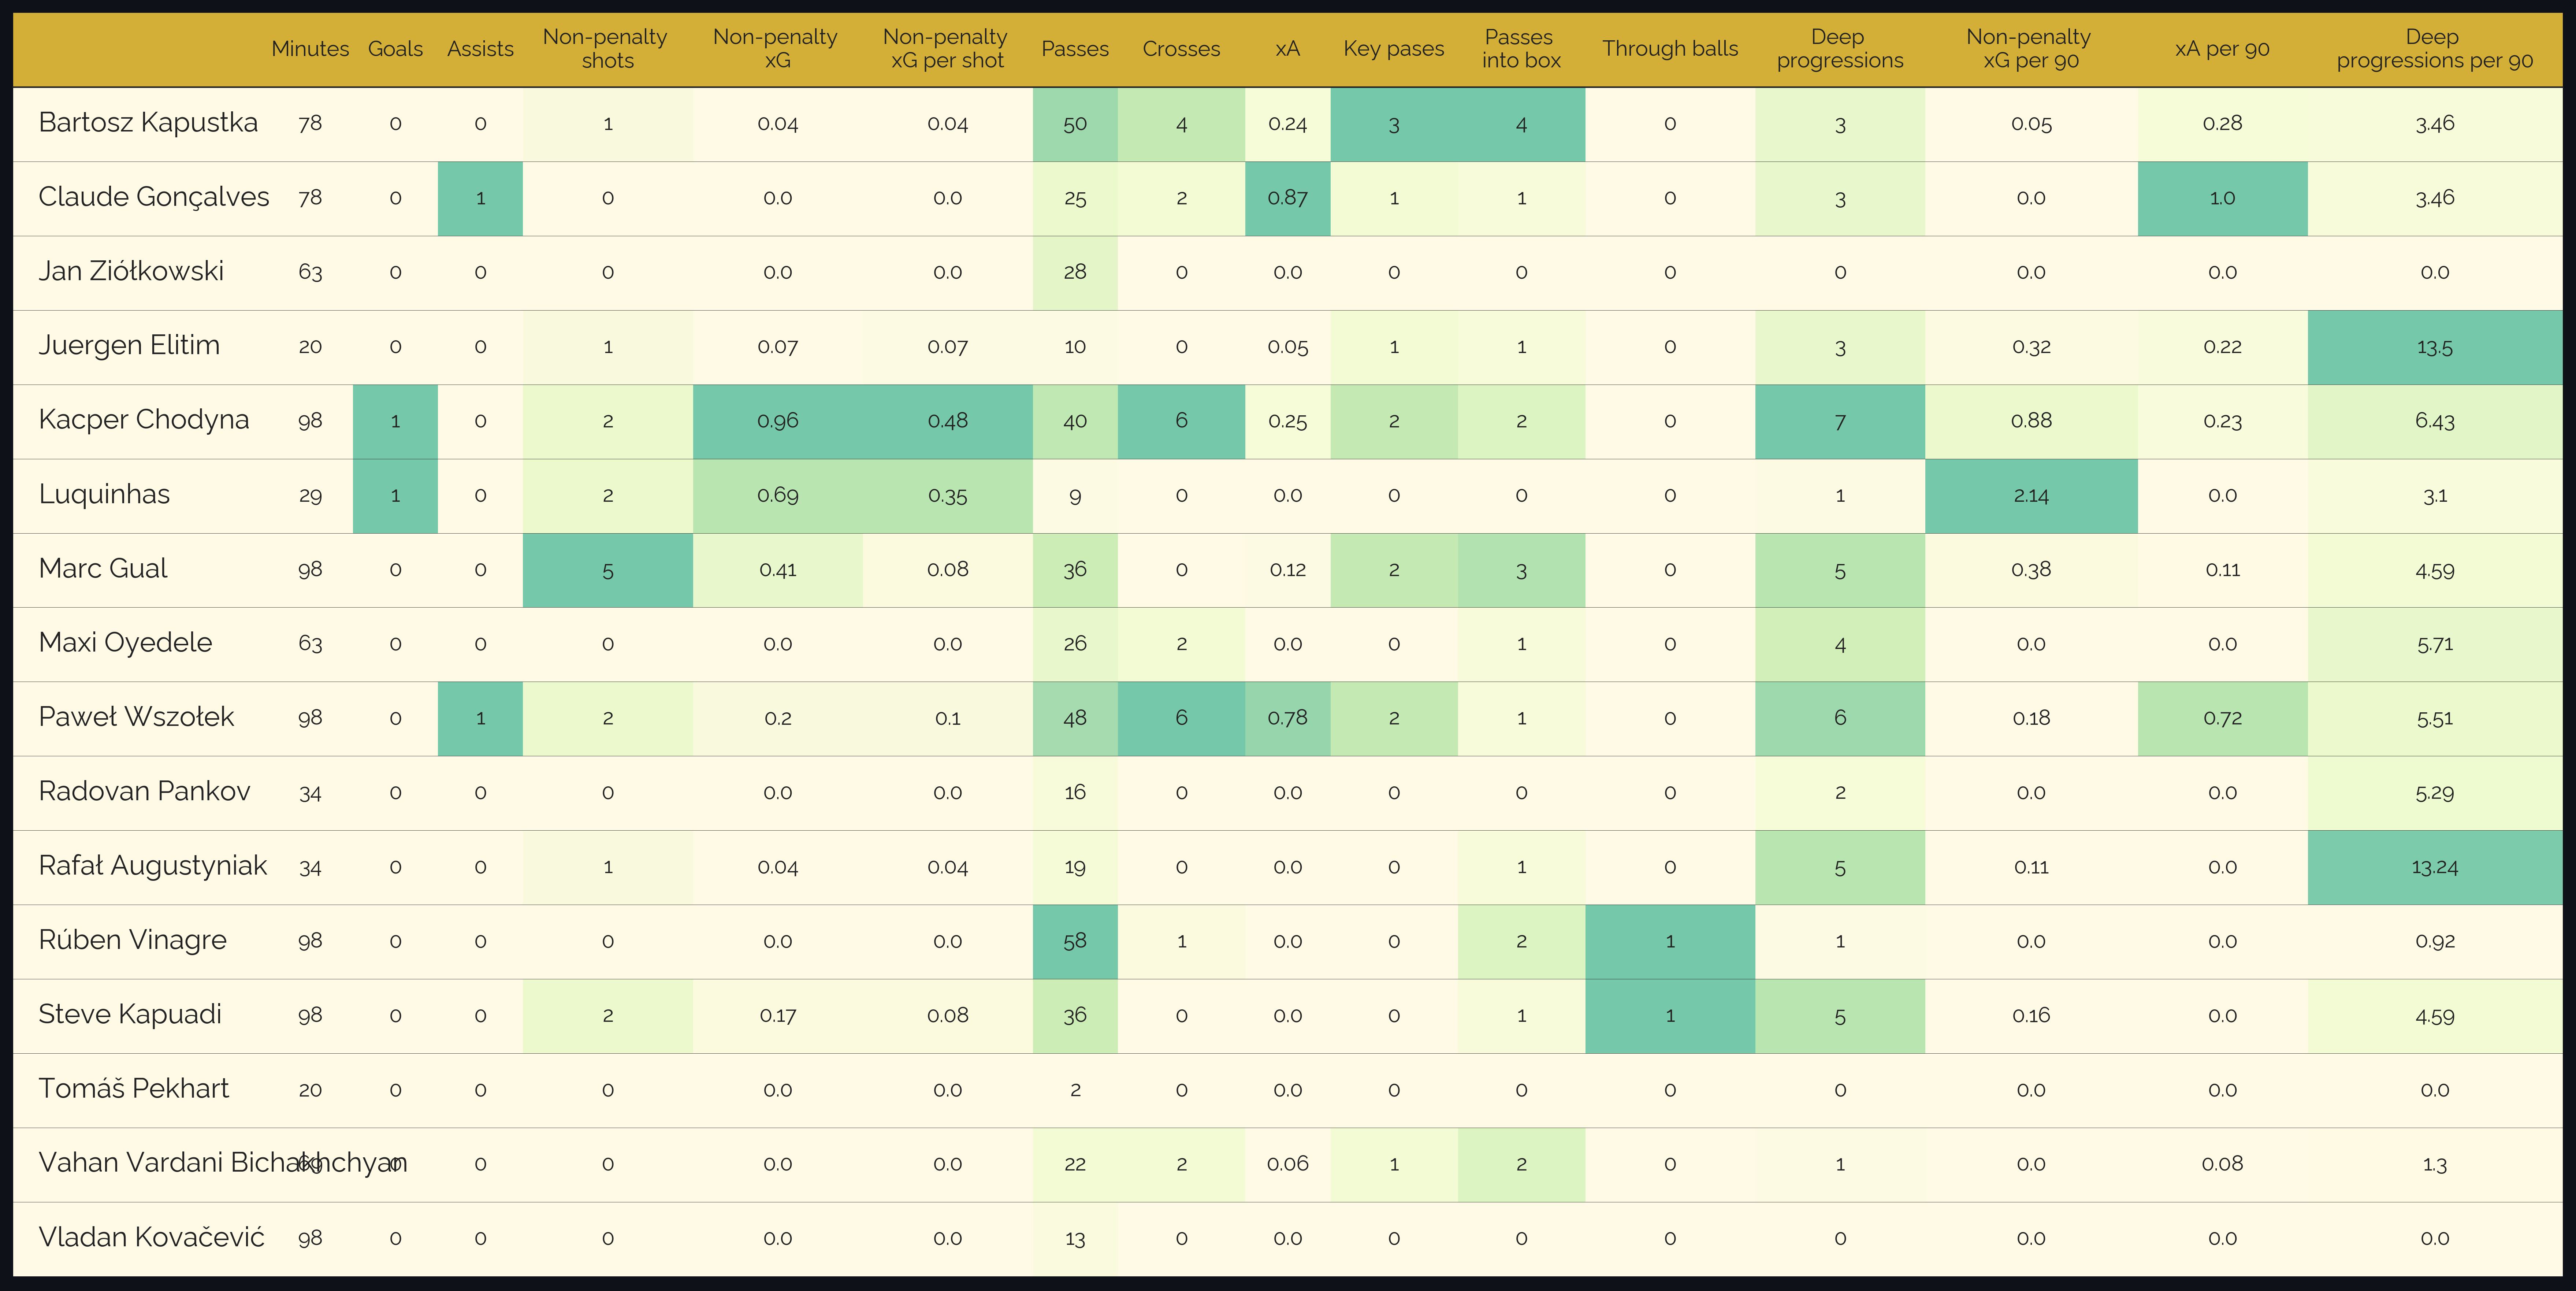 Minutes Goals Assists Non-penalty shots Non-penalty xG Non-penalty xG per shot Passes Crosses xA Key pases Passes into box Through balls Deep progressions Non-penalty xG per 90 xA per 90 Deep progressions per 90
Bartosz Kapustka 78 0 0 1 0.04 0.04 50 4 0.24 3 4 0 3 0.05 0.28 3.46
Claude Gonçalves 78 0 1 0 0.0 0.0 25 2 0.87 1 1 0 3 0.0 1.0 3.46
Jan Ziółkowski 63 0 0 0 0.0 0.0 28 0 0.0 0 0 0 0 0.0 0.0 0.0
Juergen Elitim 20 0 0 1 0.07 0.07 10 0 0.05 1 1 0 3 0.32 0.22 13.5
Kacper Chodyna 98 1 0 2 0.96 0.48 40 6 0.25 2 2 0 7 0.88 0.23 6.43
Luquinhas 29 1 0 2 0.69 0.35 9 0 0.0 0 0 0 1 2.14 0.0 3.1
Marc Gual 98 0 0 5 0.41 0.08 36 0 0.12 2 3 0 5 0.38 0.11 4.59
Maxi Oyedele 63 0 0 0 0.0 0.0 26 2 0.0 0 1 0 4 0.0 0.0 5.71
Paweł Wszołek 98 0 1 2 0.2 0.1 48 6 0.78 2 1 0 6 0.18 0.72 5.51
Radovan Pankov 34 0 0 0 0.0 0.0 16 0 0.0 0 0 0 2 0.0 0.0 5.29
Rafał Augustyniak 34 0 0 1 0.04 0.04 19 0 0.0 0 1 0 5 0.11 0.0 13.24
Rúben Vinagre 98 0 0 0 0.0 0.0 58 1 0.0 0 2 1 1 0.0 0.0 0.92
Steve Kapuadi 98 0 0 2 0.17 0.08 36 0 0.0 0 1 1 5 0.16 0.0 4.59
Tomáš Pekhart 20 0 0 0 0.0 0.0 2 0 0.0 0 0 0 0 0.0 0.0 0.0
Vahan Vardani Bichakhchyan 69 0 0 0 0.0 0.0 22 2 0.06 1 2 0 1 0.0 0.08 1.3
Vladan Kovačević 98 0 0 0 0.0 0.0 13 0 0.0 0 0 0 0 0.0 0.0 0.0